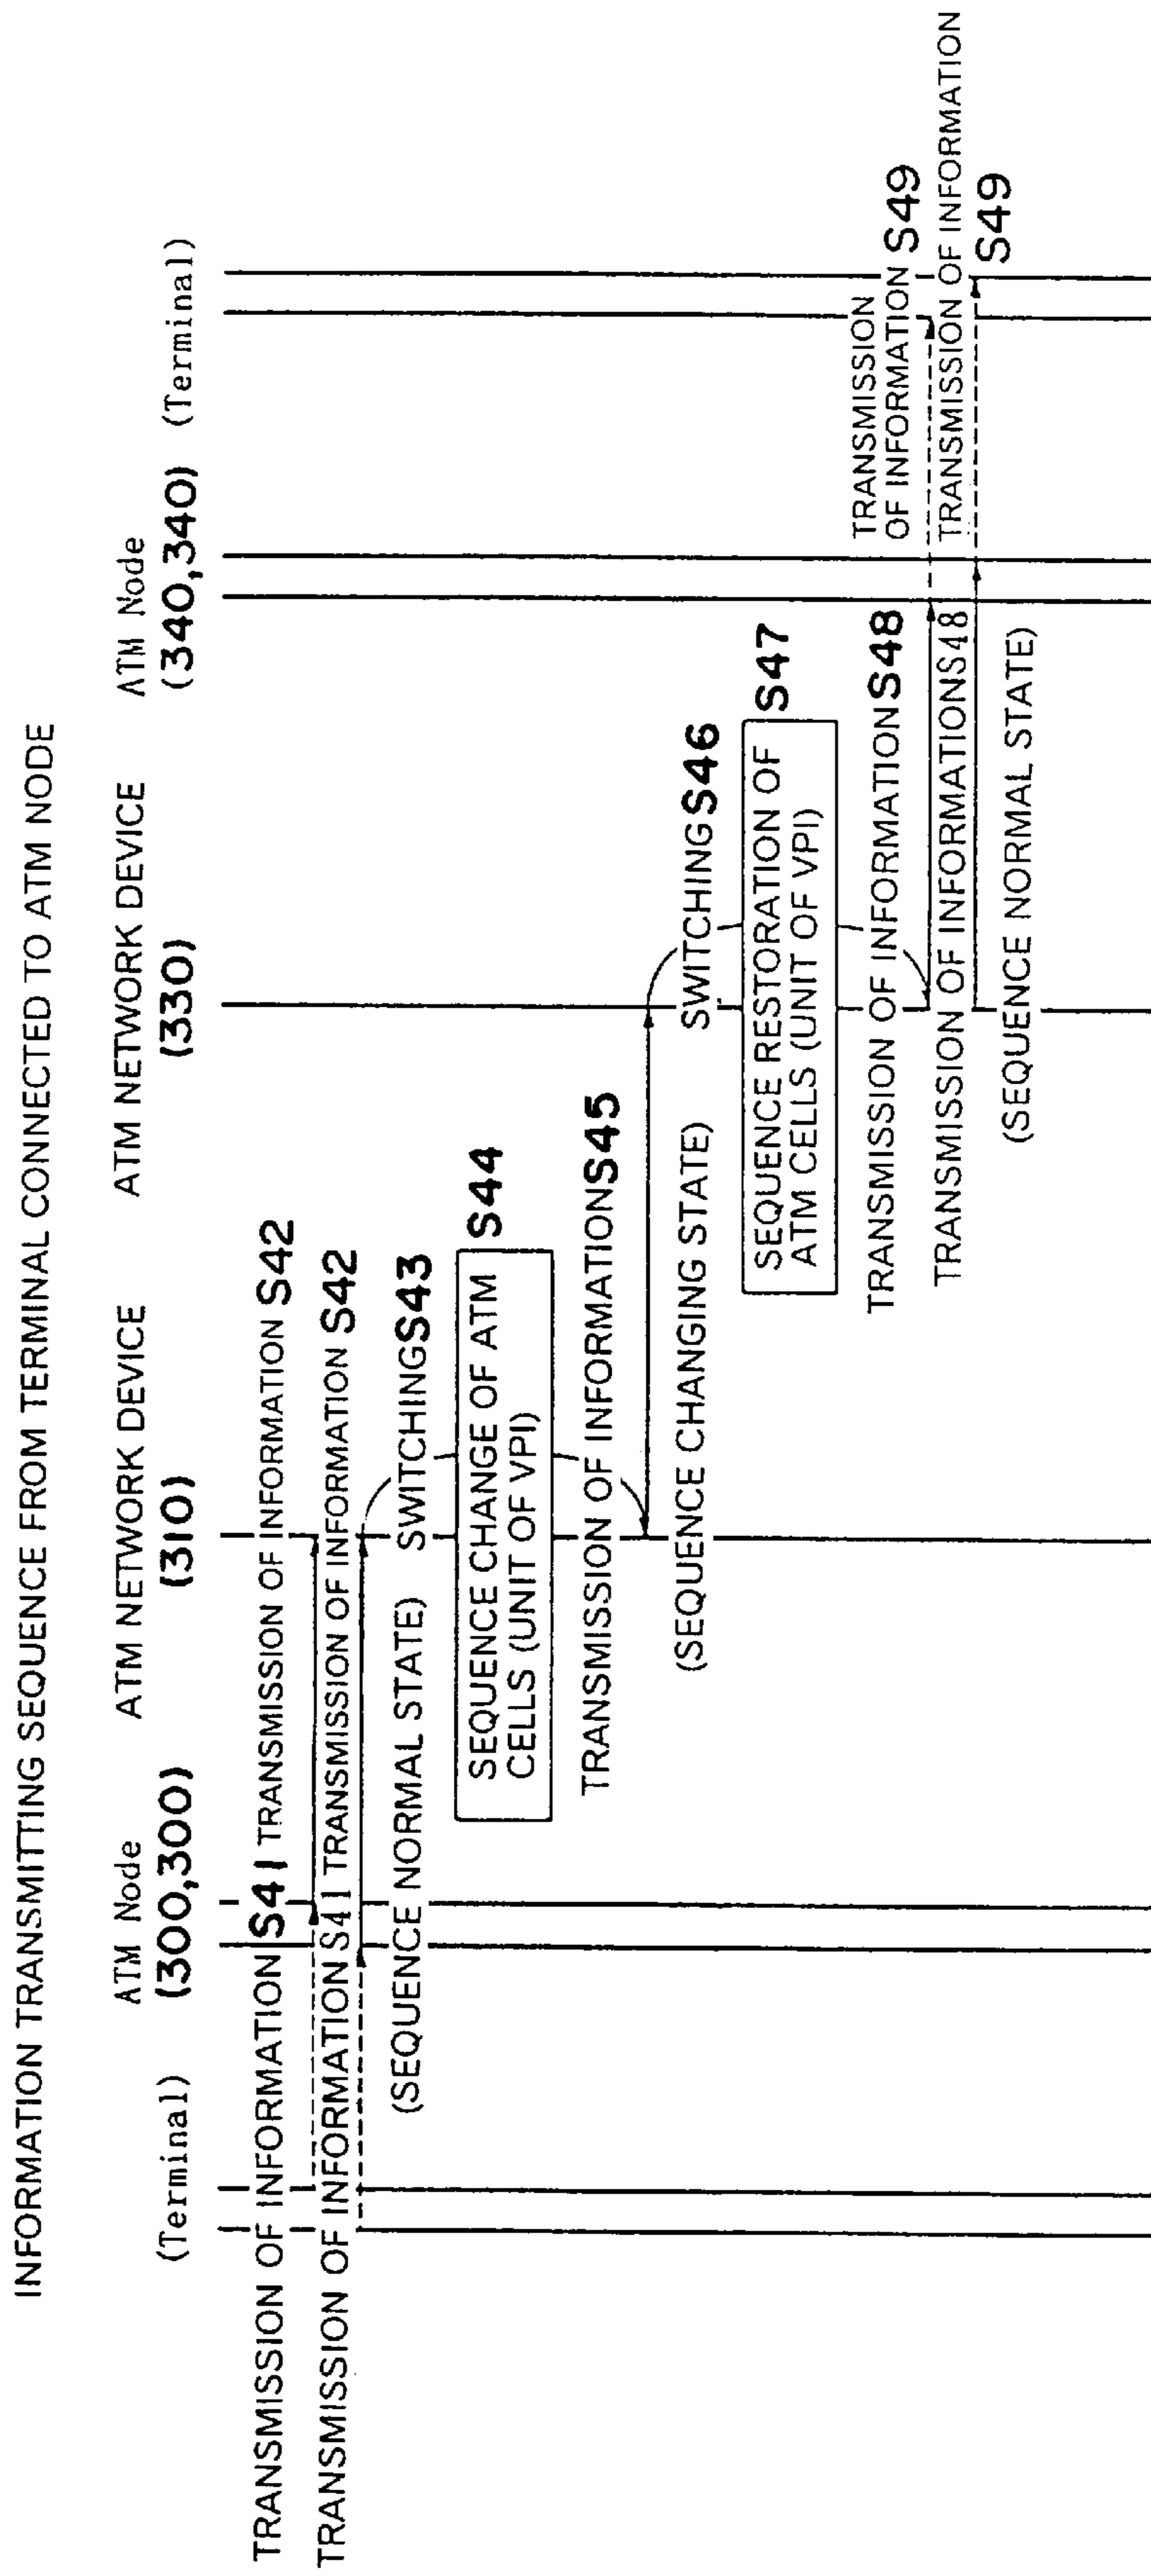 INFORMATION TRANSMITTING SEQUENCE FROM TERMINAL CONNECTED TO ATM NODE
(Terminal)
ATM Node
(300,300)
ATM NETWORK DEVICE
(310)
ATM NETWORK DEVICE
(330)
ATM Node
(340,340)
(Terminal)
TRANSMISSION OF INFORMATION S41
TRANSMISSION OF INFORMATION S42
TRANSMISSION OF INFORMATION S41
TRANSMISSION OF INFORMATION S42
(SEQUENCE NORMAL STATE)
SWITCHING S43
SEQUENCE CHANGE OF ATM
CELLS (UNIT OF VPI)
S44
TRANSMISSION OF INFORMATION S45
(SEQUENCE CHANGING STATE)
SWITCHING S46
SEQUENCE RESTORATION OF
ATM CELLS (UNIT OF VPI)
S47
TRANSMISSION OF INFORMATION S48
TRANSMISSION
OF INFORMATION S49
TRANSMISSION OF INFORMATION S48
TRANSMISSION OF INFORMATION
S49
(SEQUENCE NORMAL STATE)